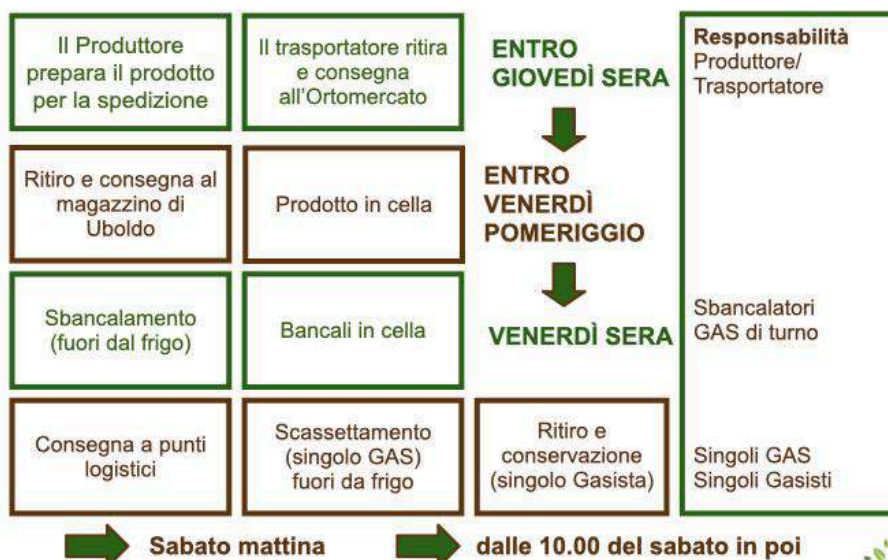 Il Produttore
prepara il prodotto
per la spedizione
Il trasportatore ritira
e consegna
all'Ortomercato
ENTRO
GIOVEDÌ SERA
Responsabilità
Produttore/
Trasportatore
Ritiro e consegna al
magazzino di
Uboldo
Prodotto in cella
ENTRO
VENERDÌ
POMERIGGIO
Sbancalamento
(fuori dal frigo)
Bancali in cella
VENERDÌ SERA
Sbancalatori
GAS di turno
Consegna a punti
logistici
Scassettamento
(singolo GAS)
fuori da frigo
Ritiro e
conservazione
(singolo Gasista)
Singoli GAS
Singoli Gasisti
Sabato mattina
dalle 10.00 del sabato in poi